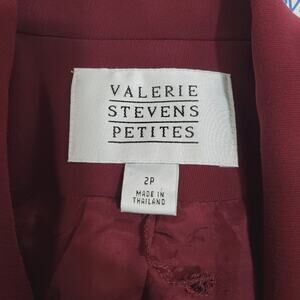 VALERIE
STEVENS
PETITES
2P
MADE IN
THAILAND